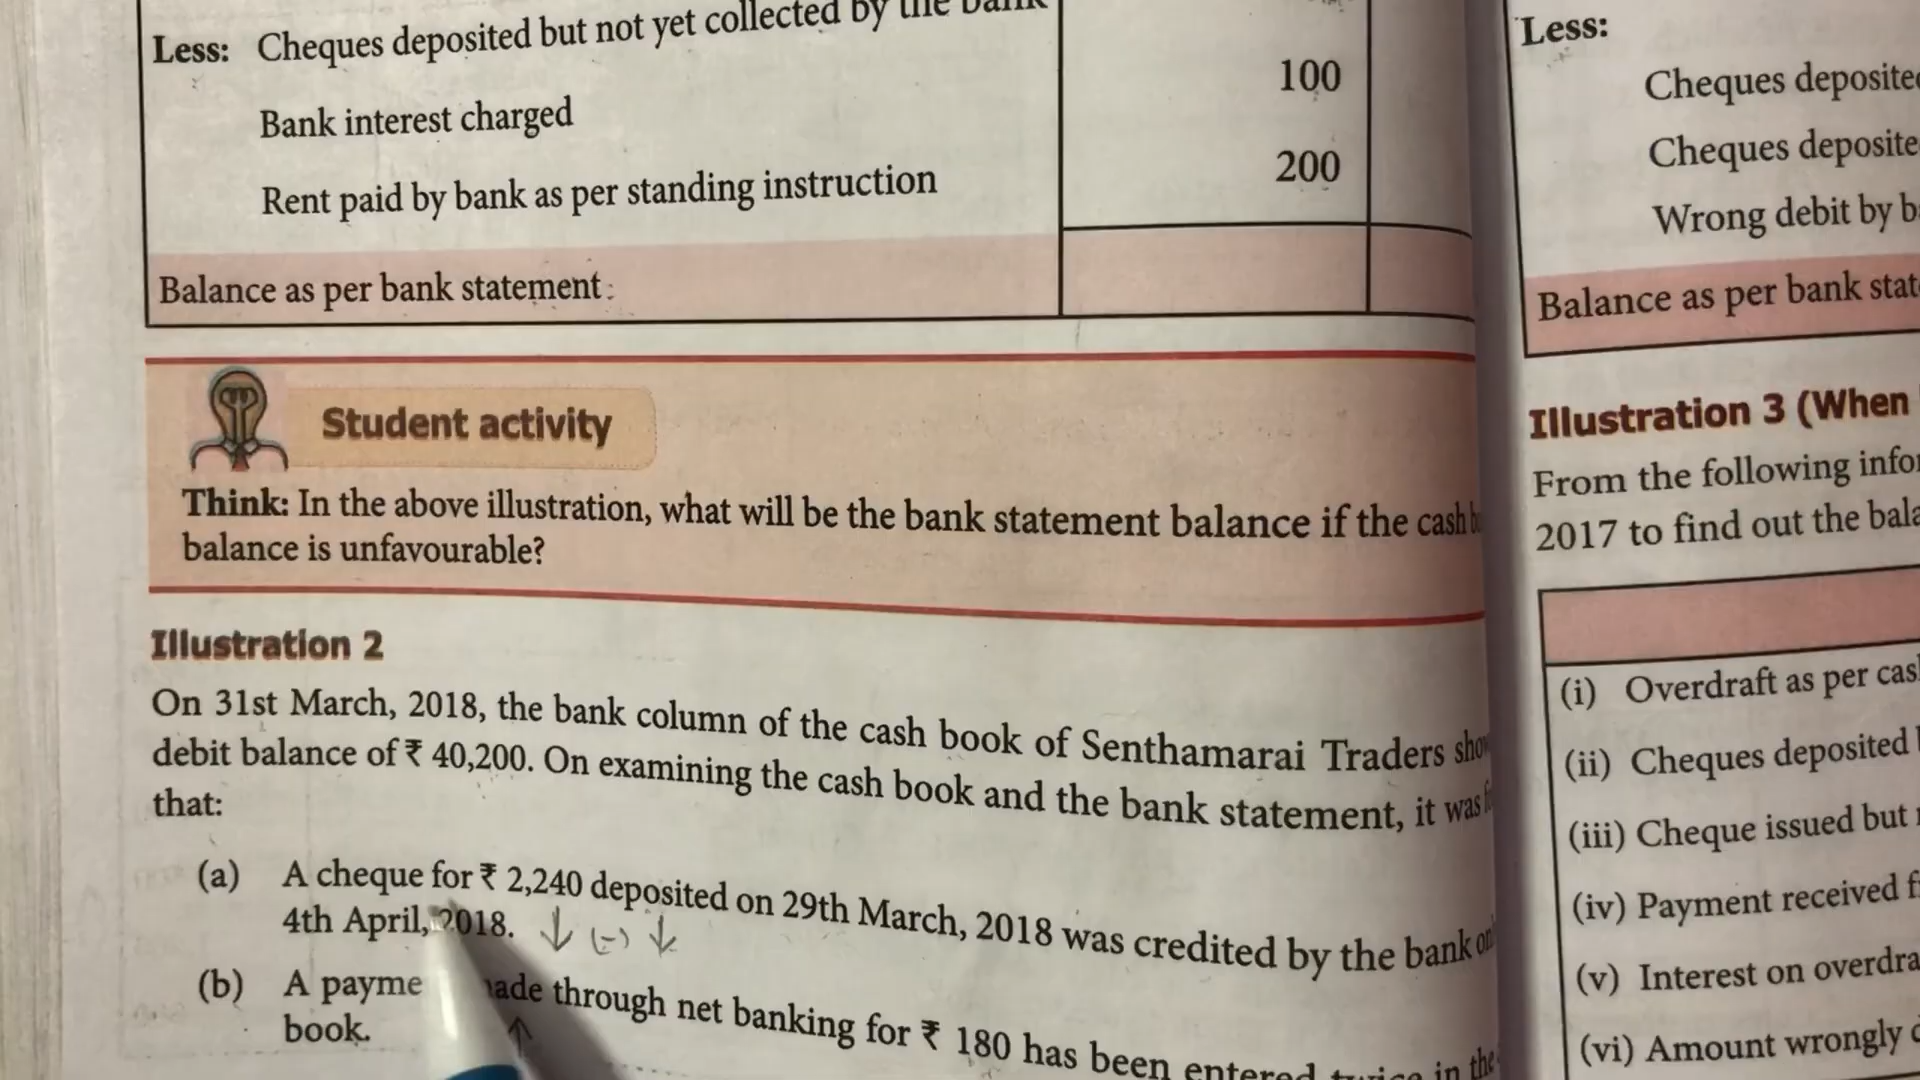 Less: Cheques deposited but not yet collected by the bank
100
Bank interest charged
200
Rent paid by bank as per standing instruction
Balance as per bank statement
Student activity
Think: In the above illustration, what will be the bank statement balance if the cash
balance is unfavourable?
Illustration 2
On 31st March, 2018, the bank column of the cash book of Senthamarai Traders
debit balance of ₹ 40,200. On examining the cash book and the bank statement, it was
that:
(a) A cheque for ₹ 2,240 deposited on 29th March, 2018 was credited by the bank on
4th April, 2018. ↓ (-) ↓
(b) A payme ade through net banking for ₹ 180 has been entered twice in the
book. ↑
Less:
Cheques deposite
Cheques deposite
Wrong debit by b
Balance as per bank stat
Illustration 3 (When
From the following infor
2017 to find out the bala
(i) Overdraft as per cas
(ii) Cheques deposited
(iii) Cheque issued but
(iv) Payment received f
(v) Interest on overdra
(vi) Amount wrongly